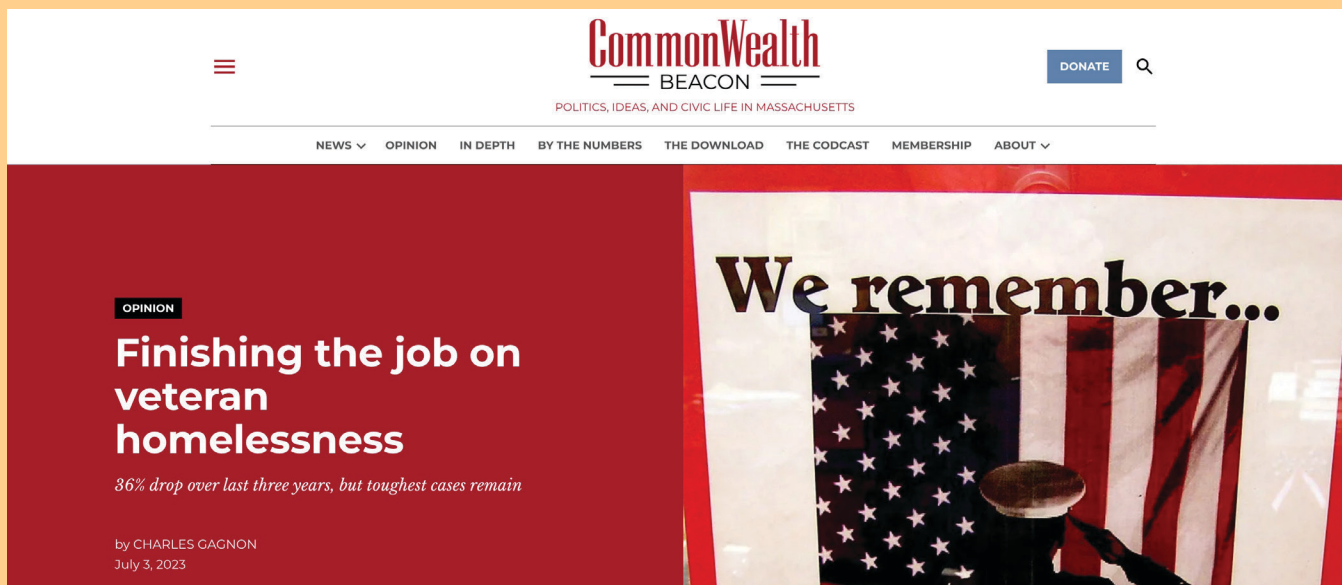 CommonWealth
BEACON
DONATE
POLITICS, IDEAS, AND CIVIC LIFE IN MASSACHUSETTS
NEWS OPINION IN DEPTH BY THE NUMBERS THE DOWNLOAD THE CODCAST MEMBERSHIP ABOUT
OPINION
Finishing the job on
veteran
homelessness
36% drop over last three years, but toughest cases remain
by CHARLES GAGNON
July 3, 2023
We remember...